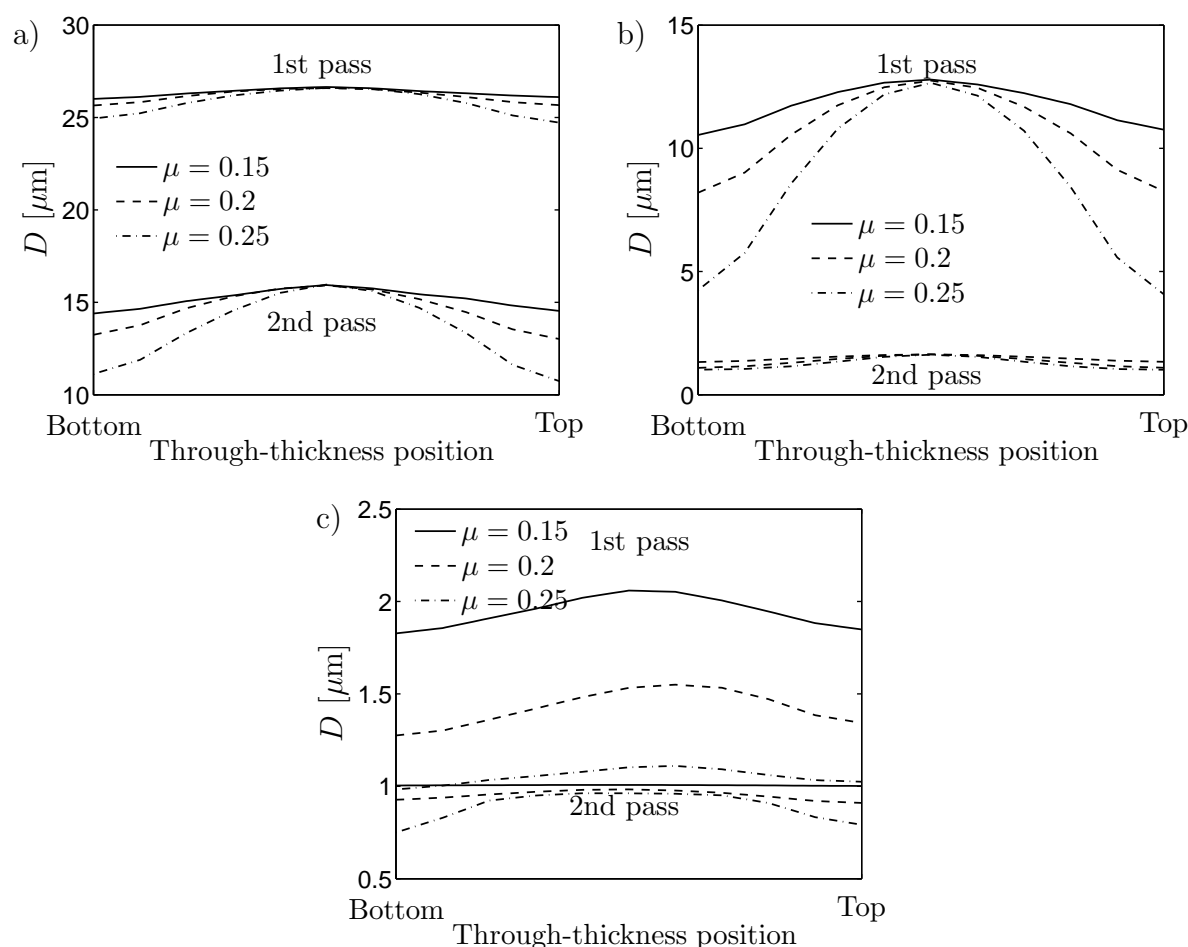 a)
30
25
20
15
10
D [μm]
1st pass
μ = 0.15
μ = 0.2
μ = 0.25
2nd pass
Bottom
Top
Through-thickness position
b)
15
10
5
0
D [μm]
1st pass
μ = 0.15
μ = 0.2
μ = 0.25
2nd pass
Bottom
Top
Through-thickness position
c)
2.5
2
1.5
1
0.5
D [μm]
μ = 0.15
μ = 0.2
μ = 0.25
1st pass
2nd pass
Bottom
Top
Through-thickness position